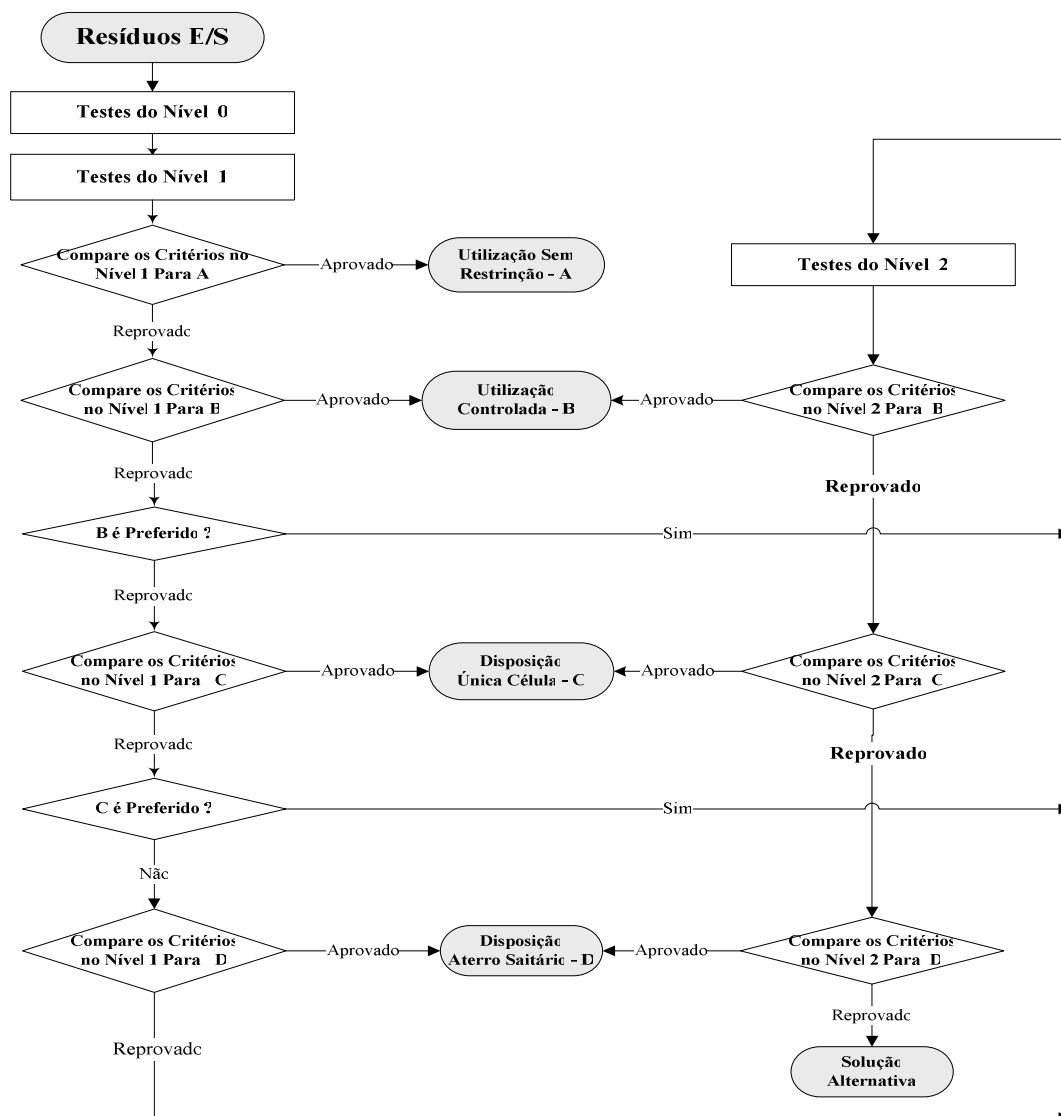 Resíduos E/S
Testes do Nível 0
Testes do Nível 1
Compare os Critérios no
Nível 1 Para A
Aprovado
Utilização Sem
Restrinção - A
Reprovado
Compare os Critérios
no Nível 1 Para B
Aprovado
Utilização
Controlada - B
Reprovado
B é Preferido ?
Sim
Reprovado
Compare os Critérios
no Nível 1 Para C
Aprovado
Disposição
Única Célula - C
Reprovado
C é Preferido ?
Sim
Não
Compare os Critérios
no Nível 1 Para D
Aprovado
Disposição
Aterro Saitário - D
Reprovado
Testes do Nível 2
Compare os Critérios
no Nível 2 Para B
Aprovado
Reprovado
Compare os Critérios
no Nível 2 Para C
Aprovado
Reprovado
Compare os Critérios
no Nível 2 Para D
Aprovado
Reprovado
Solução
Alternativa